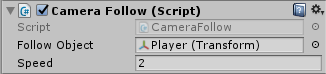 Camera Follow (Script)
Script CameraFollow
Follow Object Player (Transform)
Speed 2